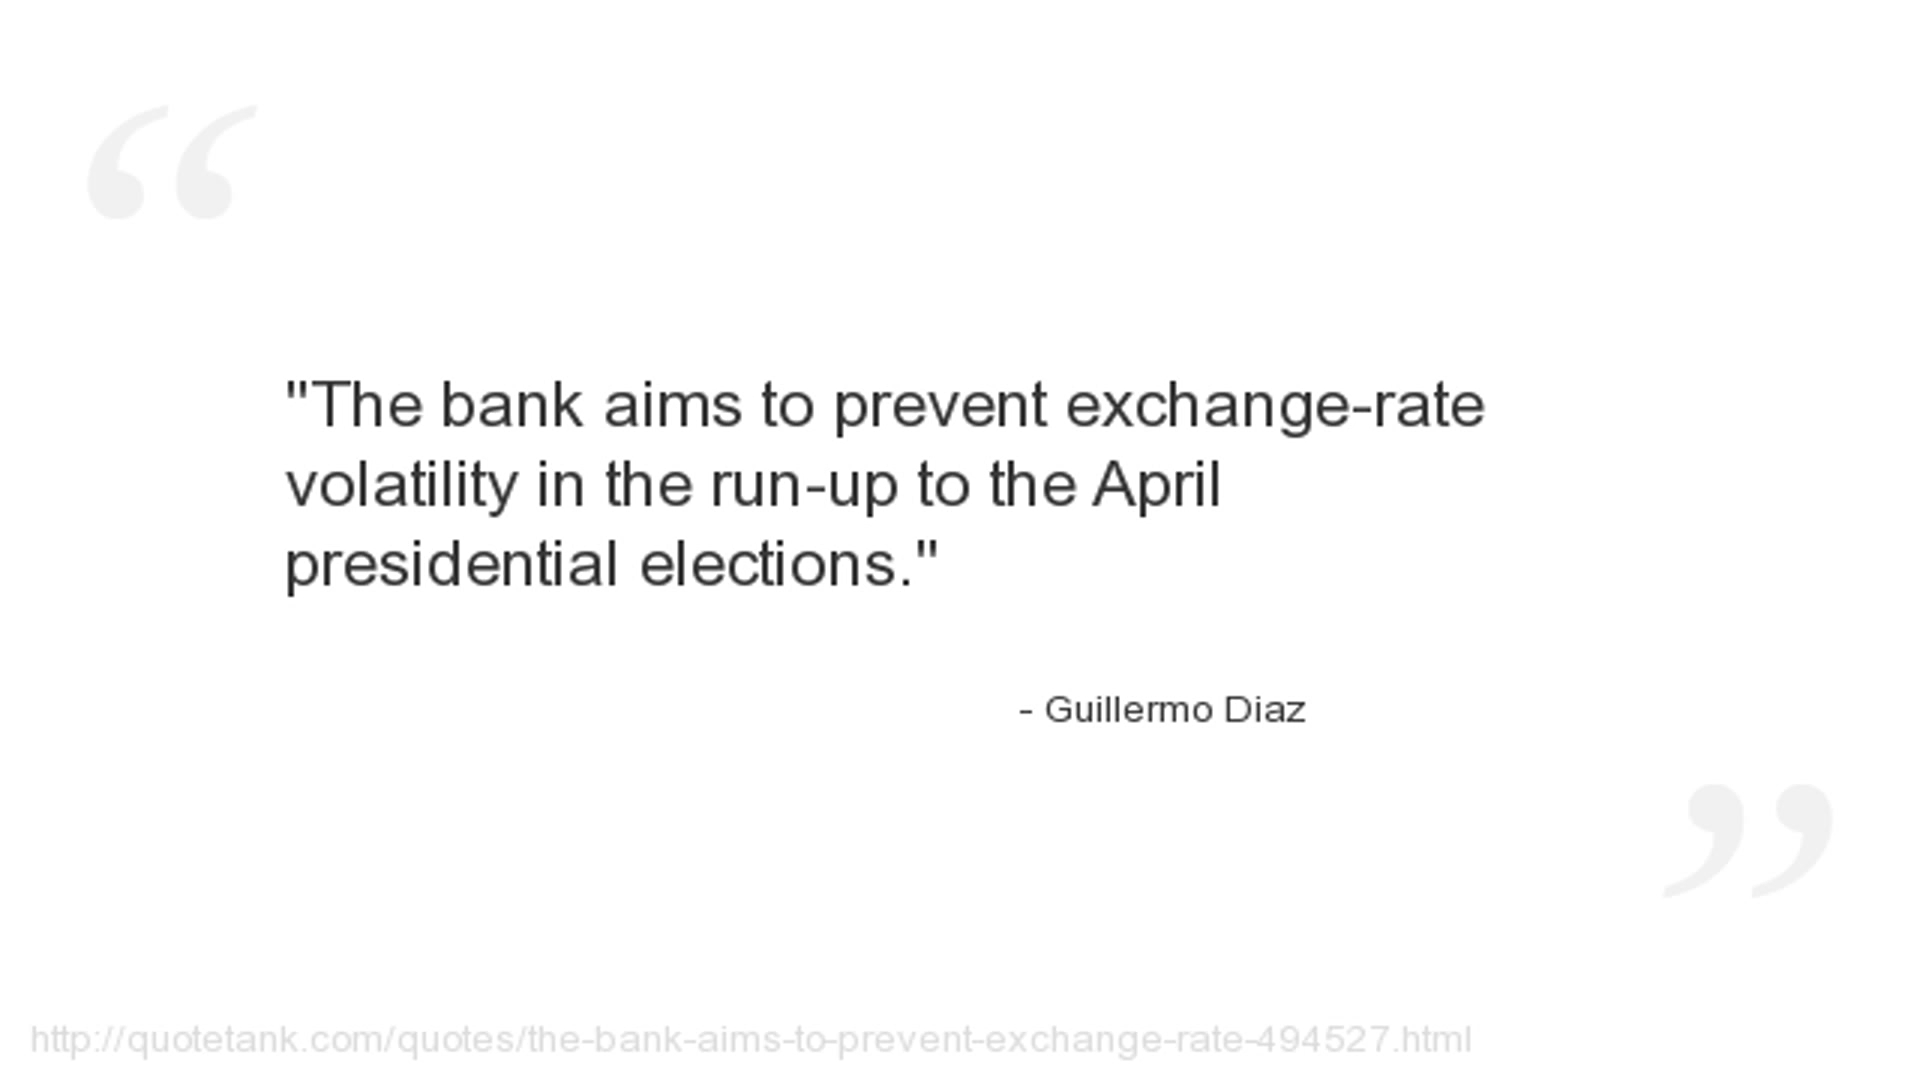 "The bank aims to prevent exchange-rate
volatility in the run-up to the April
presidential elections."
- Guillermo Diaz
http://quotetank.com/quotes/the-bank-aims-to-prevent-exchange-rate-494527.html